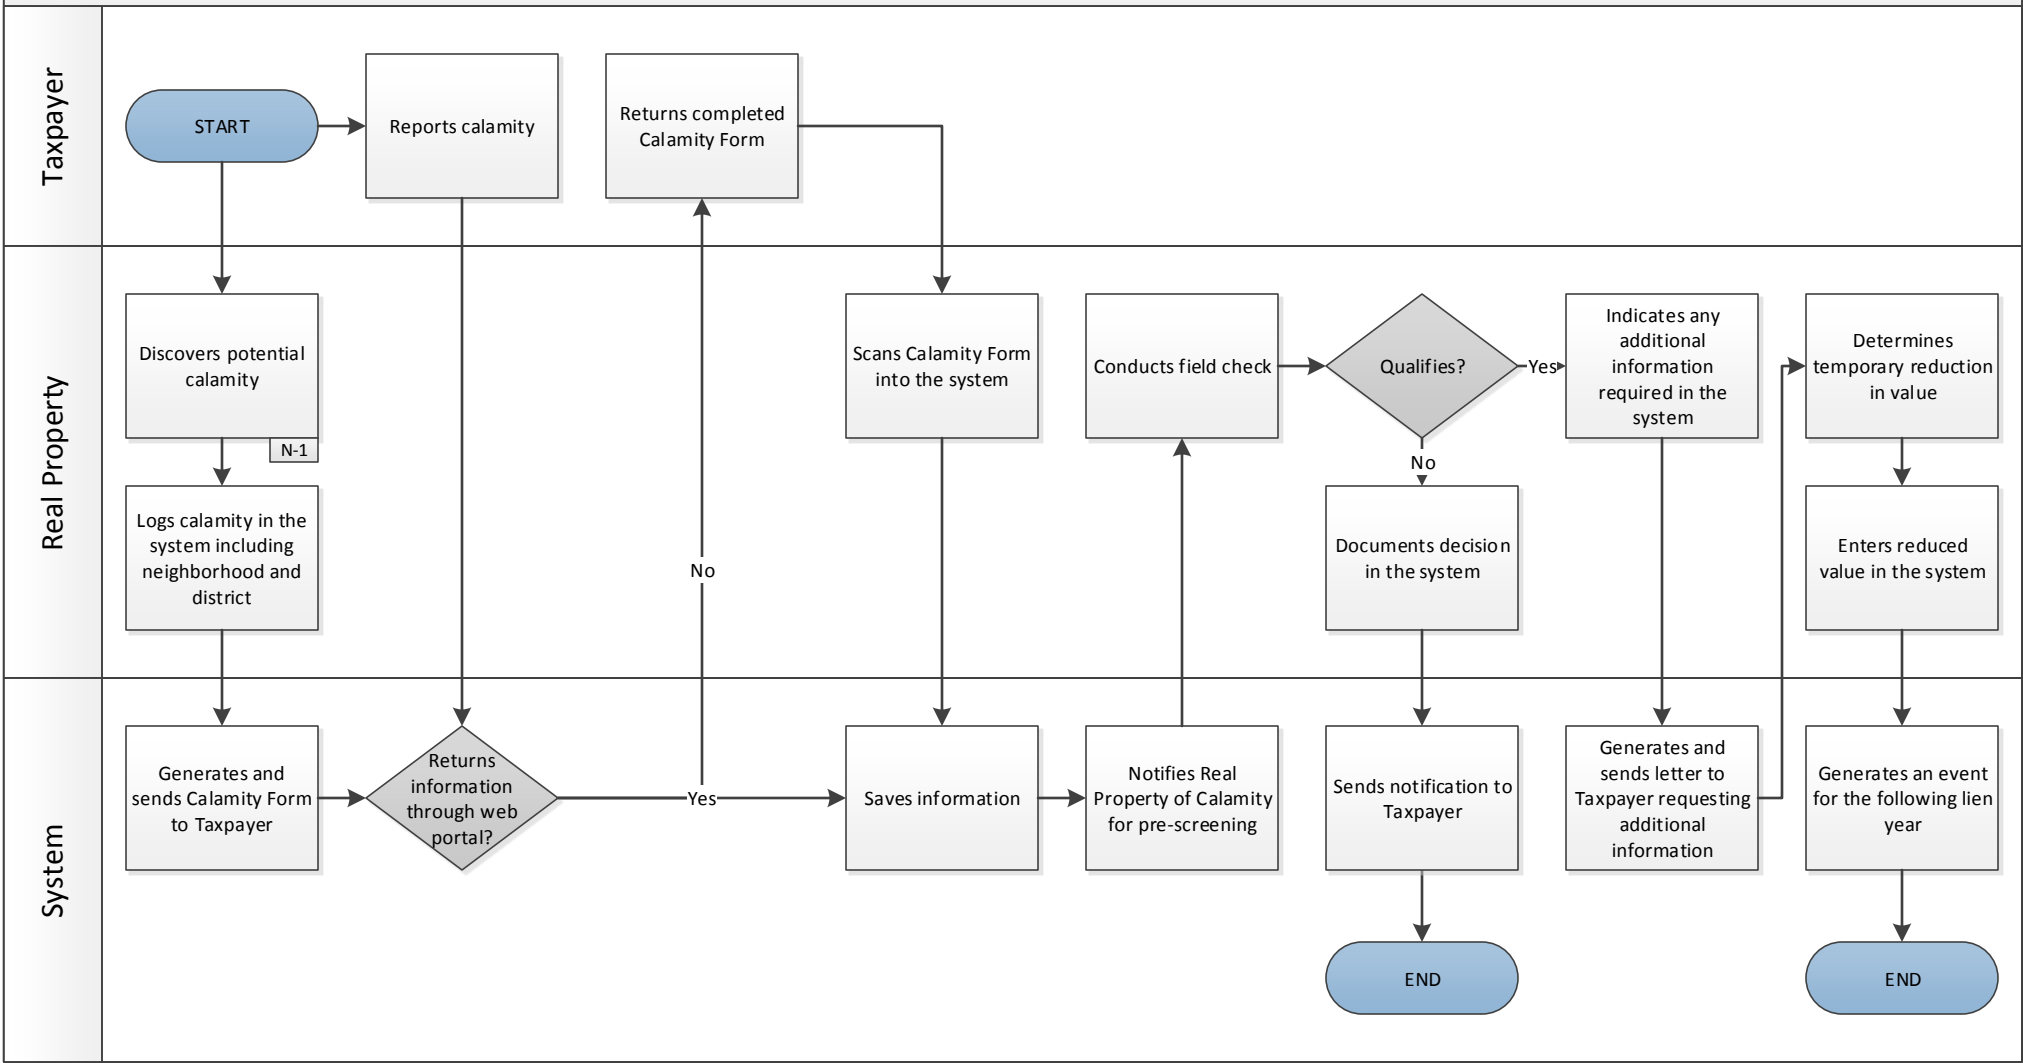 Taxpayer
START
Reports calamity
Returns completed
Calamity Form
Real Property
Discovers potential
calamity
N-1
Logs calamity in the
system including
neighborhood and
district
No
Scans Calamity Form
into the system
Conducts field check
Qualifies?
Yes
No
Documents decision
in the system
Indicates any
additional
information
required in the
system
Determines
temporary reduction
in value
Enters reduced
value in the system
System
Generates and
sends Calamity Form
to Taxpayer
Returns
information
through web
portal?
Yes
Saves information
Notifies Real
Property of Calamity
for pre-screening
Sends notification to
Taxpayer
Generates and
sends letter to
Taxpayer requesting
additional
information
Generates an event
for the following lien
year
END
END